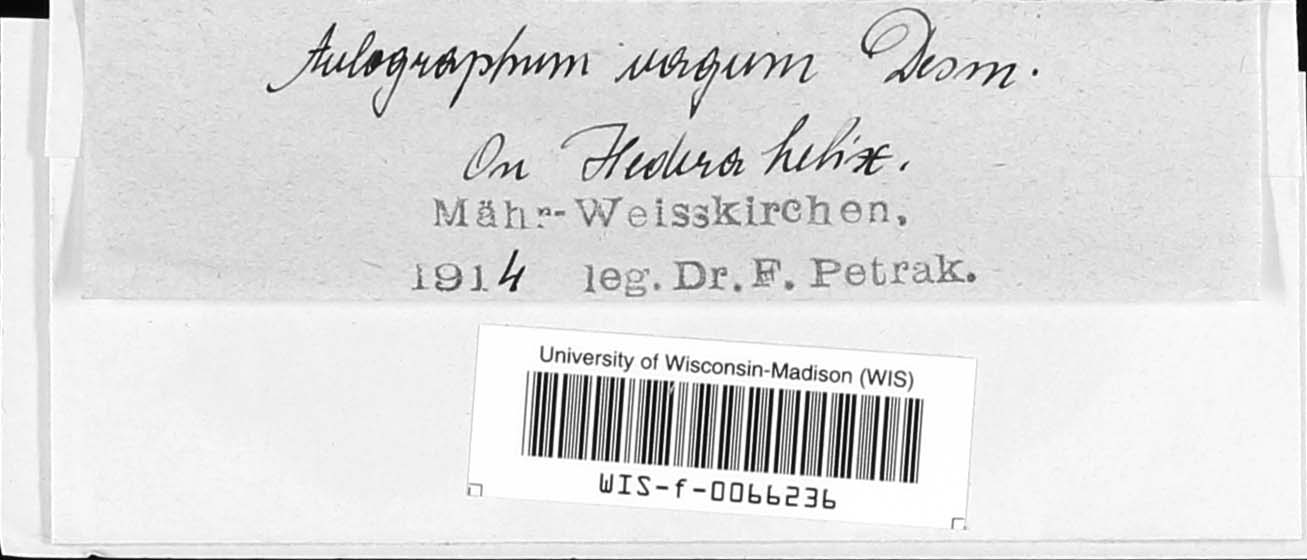 Aulographum vagum Desm.
On Hedera helix.
Mähr-Weisskirchen,
1914 leg. Dr. F. Petrak.
University of Wisconsin-Madison (WIS)
WIS-f-0066236